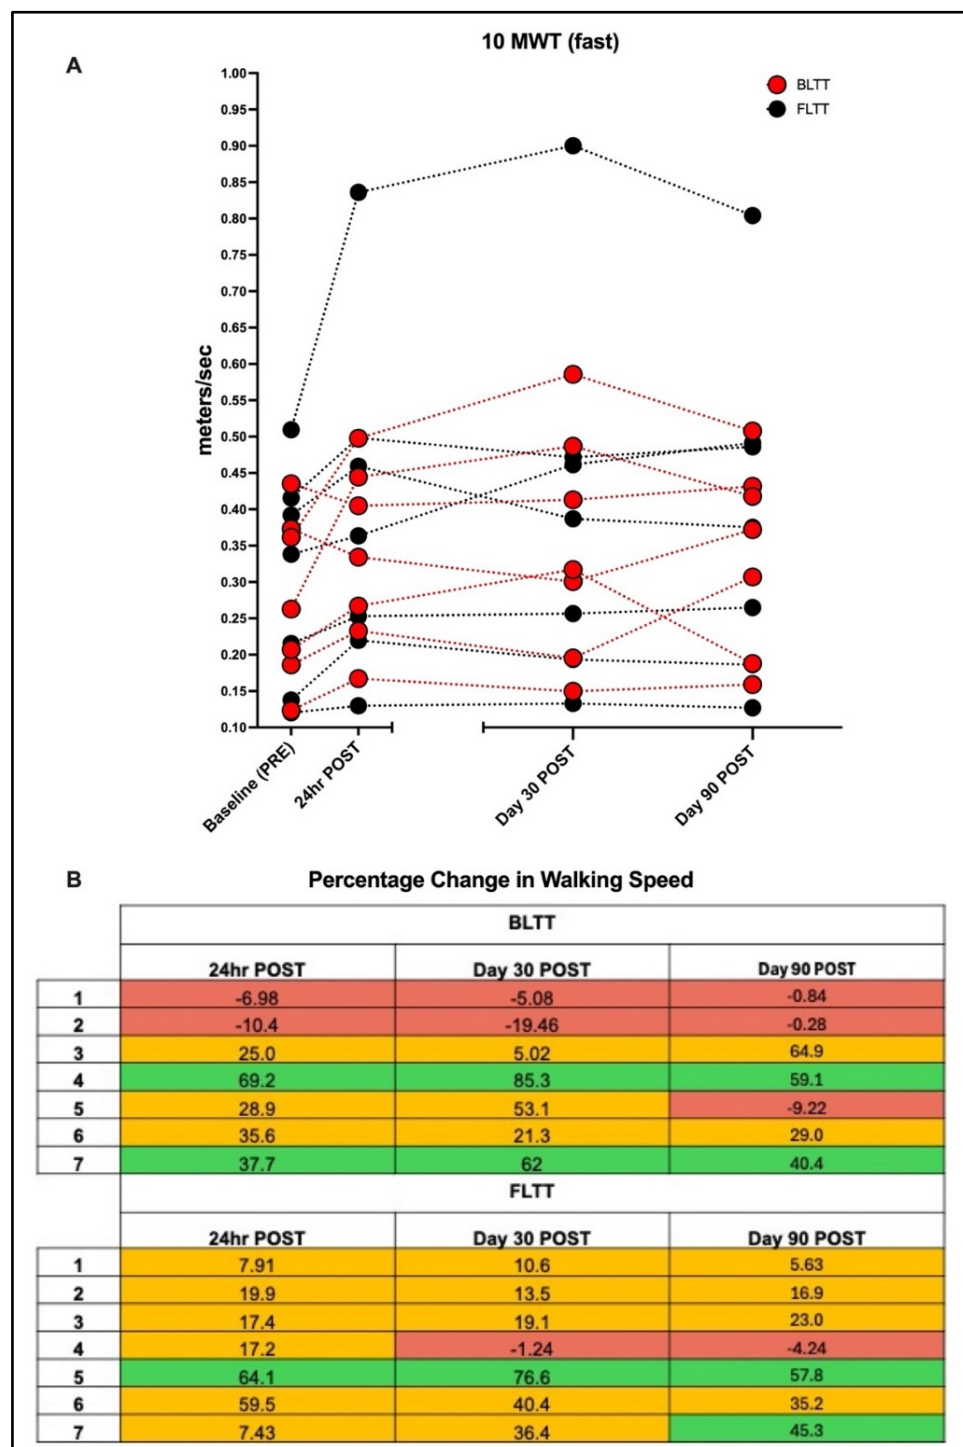 10 MWT (fast)
A
BLTT
FLTT
1.00
0.95
0.90
0.85
0.80
0.75
0.70
0.65
0.60
0.55
0.50
0.45
0.40
0.35
0.30
0.25
0.20
0.15
0.10
meters/sec
Baseline (PRE)
24hr POST
Day 30 POST
Day 90 POST
B
Percentage Change in Walking Speed
BLTT
24hr POST Day 30 POST Day 90 POST
1 -6.98 -5.08 -0.84
2 -10.4 -19.46 -0.28
3 25.0 5.02 64.9
4 69.2 85.3 59.1
5 28.9 53.1 -9.22
6 35.6 21.3 29.0
7 37.7 62 40.4
FLTT
24hr POST Day 30 POST Day 90 POST
1 7.91 10.6 5.63
2 19.9 13.5 16.9
3 17.4 19.1 23.0
4 17.2 -1.24 -4.24
5 64.1 76.6 57.8
6 59.5 40.4 35.2
7 7.43 36.4 45.3